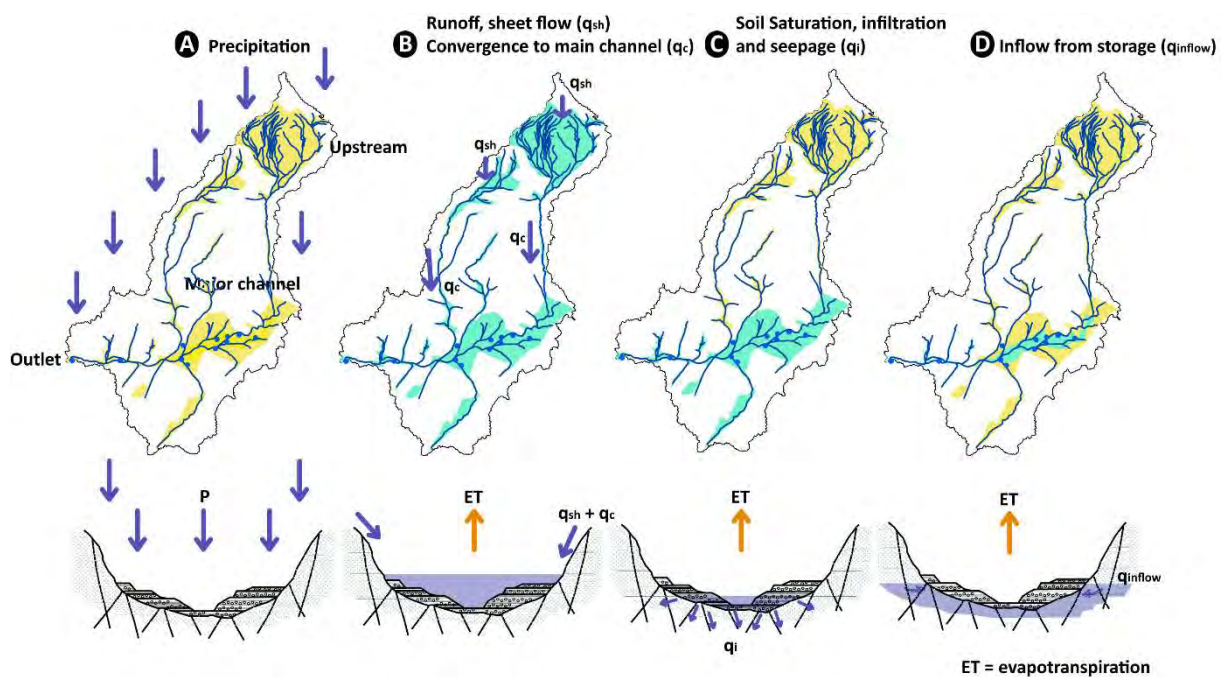 A Precipitation
B Runoff, sheet flow (qsh)
Convergence to main channel (qc)
C Soil Saturation, infiltration
and seepage (qi)
D Inflow from storage (qinflow)
qsh
Upstream
qsh
qc
Major channel
qc
Outlet
P
ET
qsh + qc
ET
ET
qinflow
qi
ET = evapotranspiration